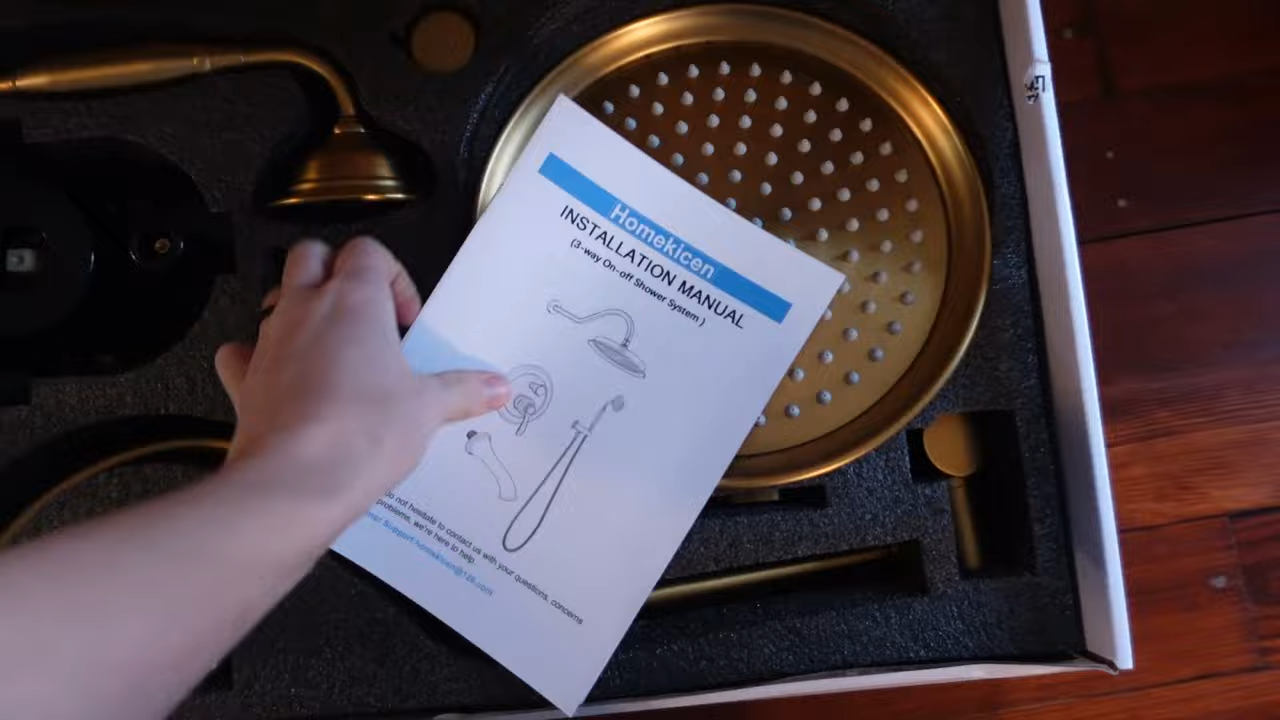 Homekicen
INSTALLATION MANUAL
(3-way On-off Shower System )
do not hesitate to contact us with your questions, concerns
problems, we're here to help.
Support